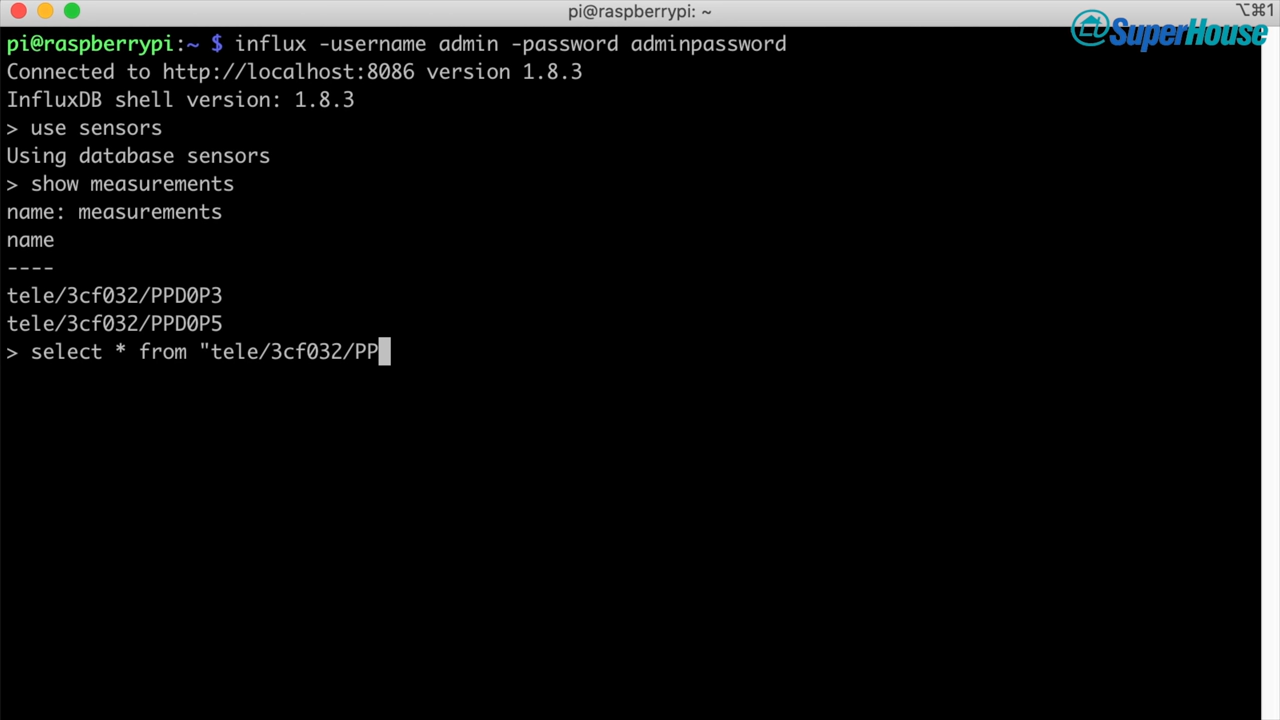 pi@raspberrypi: ~
⌥⌘1
SuperHouse
pi@raspberrypi:~ $ influx -username admin -password adminpassword
Connected to http://localhost:8086 version 1.8.3
InfluxDB shell version: 1.8.3
> use sensors
Using database sensors
> show measurements
name: measurements
name
----
tele/3cf032/PPD0P3
tele/3cf032/PPD0P5
> select * from "tele/3cf032/PP